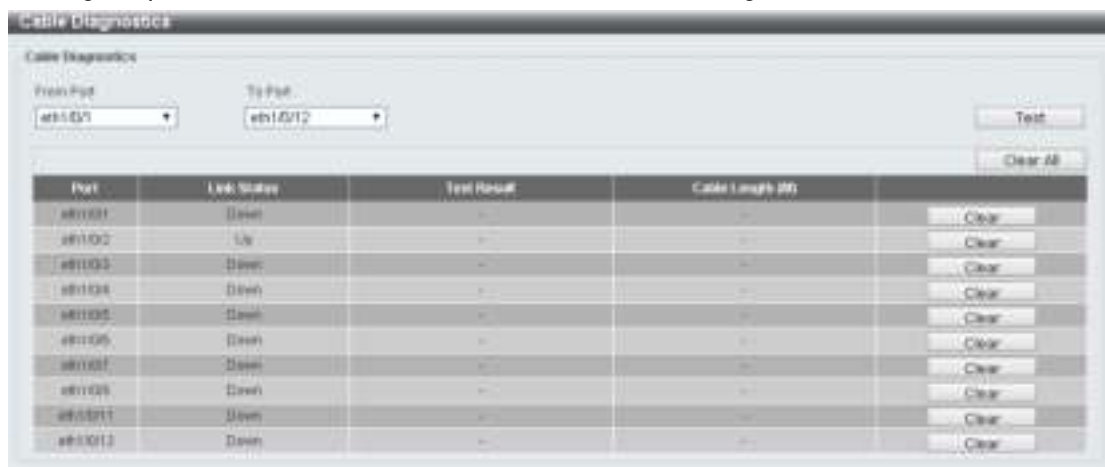 Cable Diagnostics
Cable Diagnostics
From Port To Port
eth1/0/1 eth1/0/12 Test
Clear All
Port Link Status Test Result Cable Length (M)
eth1/0/1 Down - - Clear
eth1/0/2 Up - - Clear
eth1/0/3 Down - - Clear
eth1/0/4 Down - - Clear
eth1/0/5 Down - - Clear
eth1/0/6 Down - - Clear
eth1/0/7 Down - - Clear
eth1/0/8 Down - - Clear
eth1/0/11 Down - - Clear
eth1/0/12 Down - - Clear